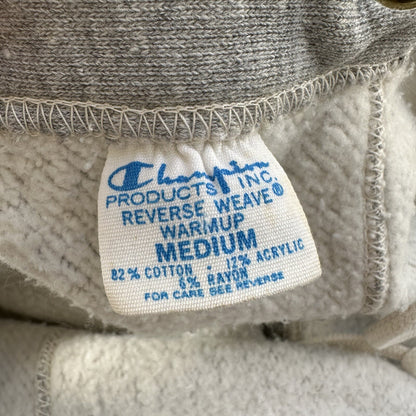 Champion
PRODUCTS INC.
REVERSE WEAVE®
WARMUP
MEDIUM
82% COTTON • 12% ACRYLIC
6% RAYON
FOR CARE SEE REVERSE